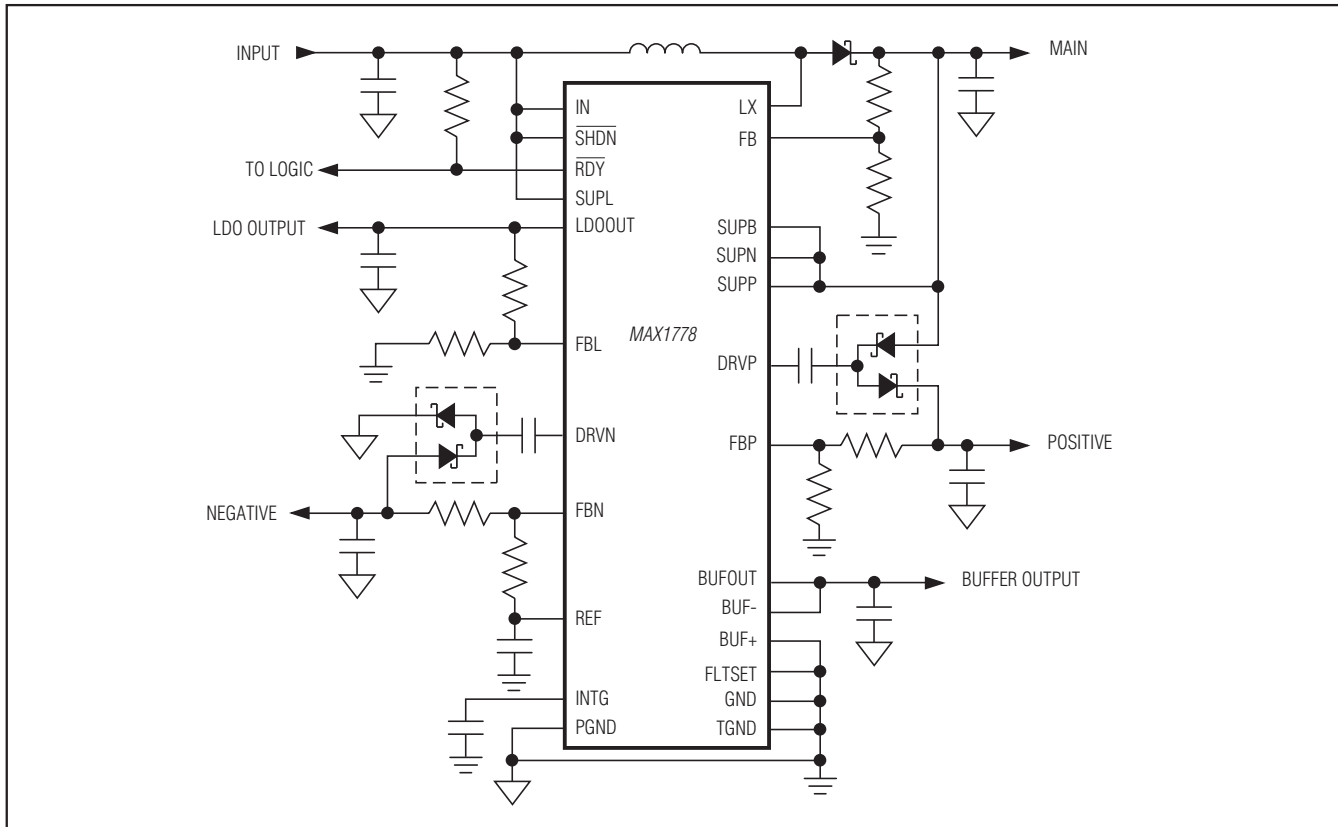 INPUT
MAIN
IN
LX
SHDN
FB
TO LOGIC
RDY
SUPL
LDO OUTPUT
LDOOUT
SUPB
SUPN
SUPP
MAX1778
FBL
DRVP
DRVN
FBP
POSITIVE
NEGATIVE
FBN
BUFOUT
BUFFER OUTPUT
BUF-
REF
BUF+
FLTSET
INTG
GND
PGND
TGND